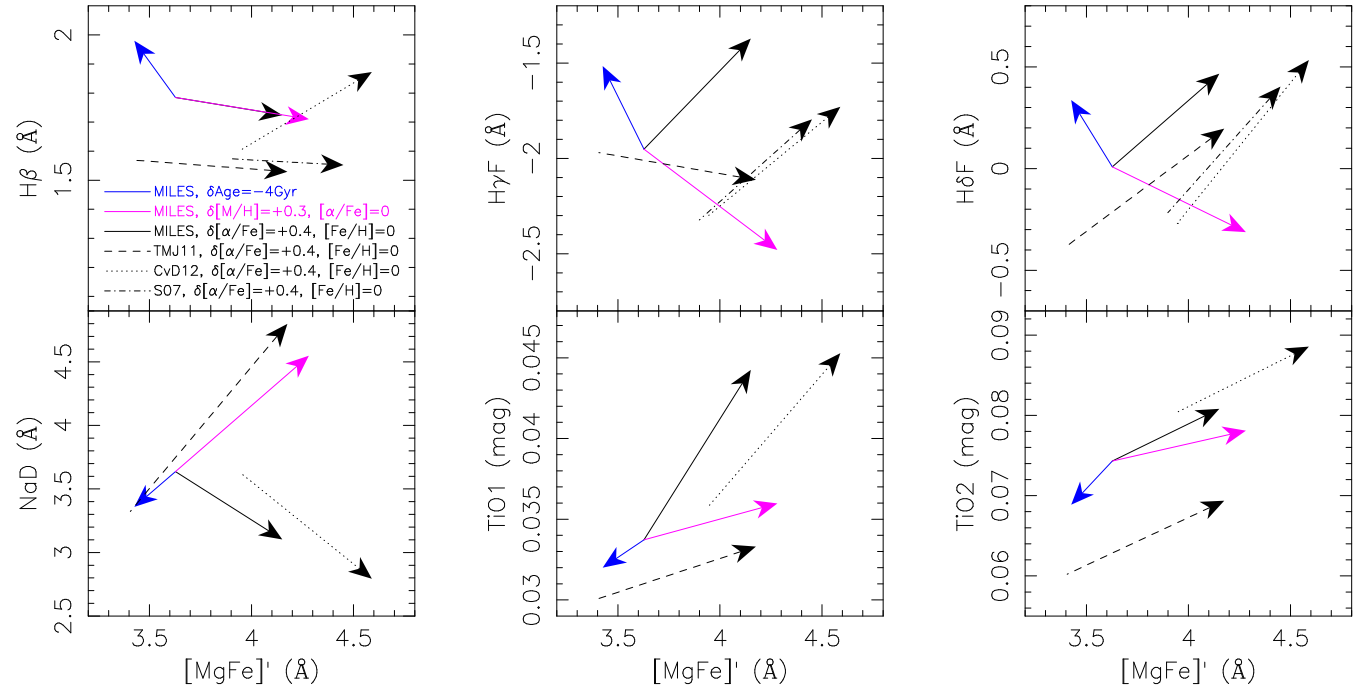 2
1.5
Hβ (Å)
MILES, δAge=−4Gyr
MILES, δ[M/H]=+0.3, [α/Fe]=0
MILES, δ[α/Fe]=+0.4, [Fe/H]=0
TMJ11, δ[α/Fe]=+0.4, [Fe/H]=0
CvD12, δ[α/Fe]=+0.4, [Fe/H]=0
S07, δ[α/Fe]=+0.4, [Fe/H]=0
−1.5
−2
−2.5
HγF (Å)
0.5
0
−0.5
HδF (Å)
4.5
4
3.5
3
2.5
NaD (Å)
3.5 4 4.5
[MgFe]' (Å)
0.045
0.04
0.035
0.03
TiO1 (mag)
3.5 4 4.5
[MgFe]' (Å)
0.09
0.08
0.07
0.06
TiO2 (mag)
3.5 4 4.5
[MgFe]' (Å)